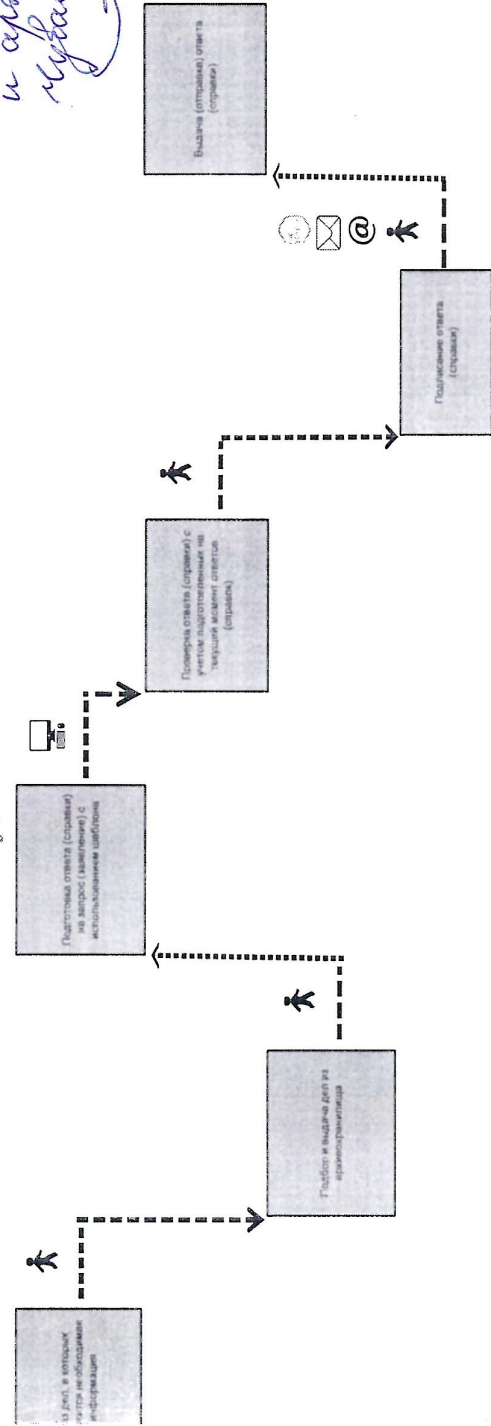 з дел, в которых
ится необходимая
информация
Подбор и выдача дел из
архивохранилища
Подготовка ответа (справки)
на запрос (заявление) с
использованием шаблона
Проверка ответа (справки) с
учетом подготовленных на
текущий момент ответов
(справок)
Подписание ответа
(справки)
@
Выдача (отправка) ответа
(справки)
и